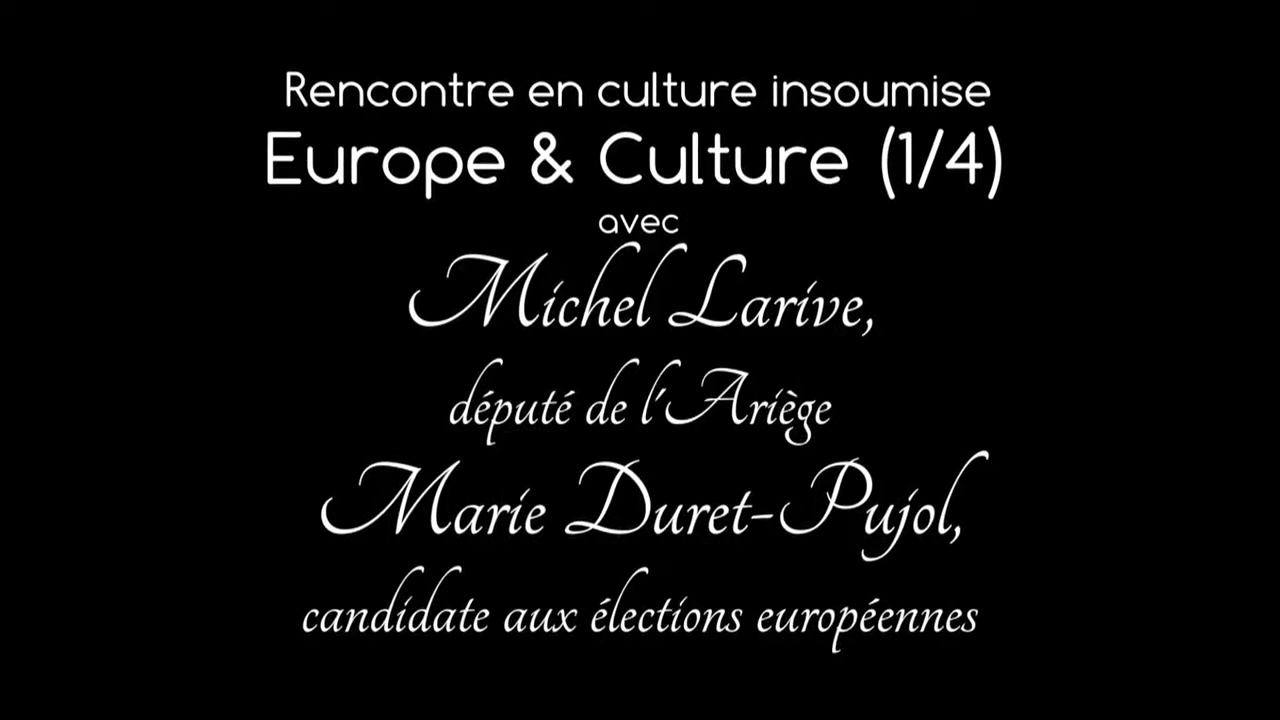 Rencontre en culture insoumise
Europe & Culture (1/4)
avec
Michel Larive,
député de l'Ariège
Marie Duret-Pujol,
candidate aux élections européennes